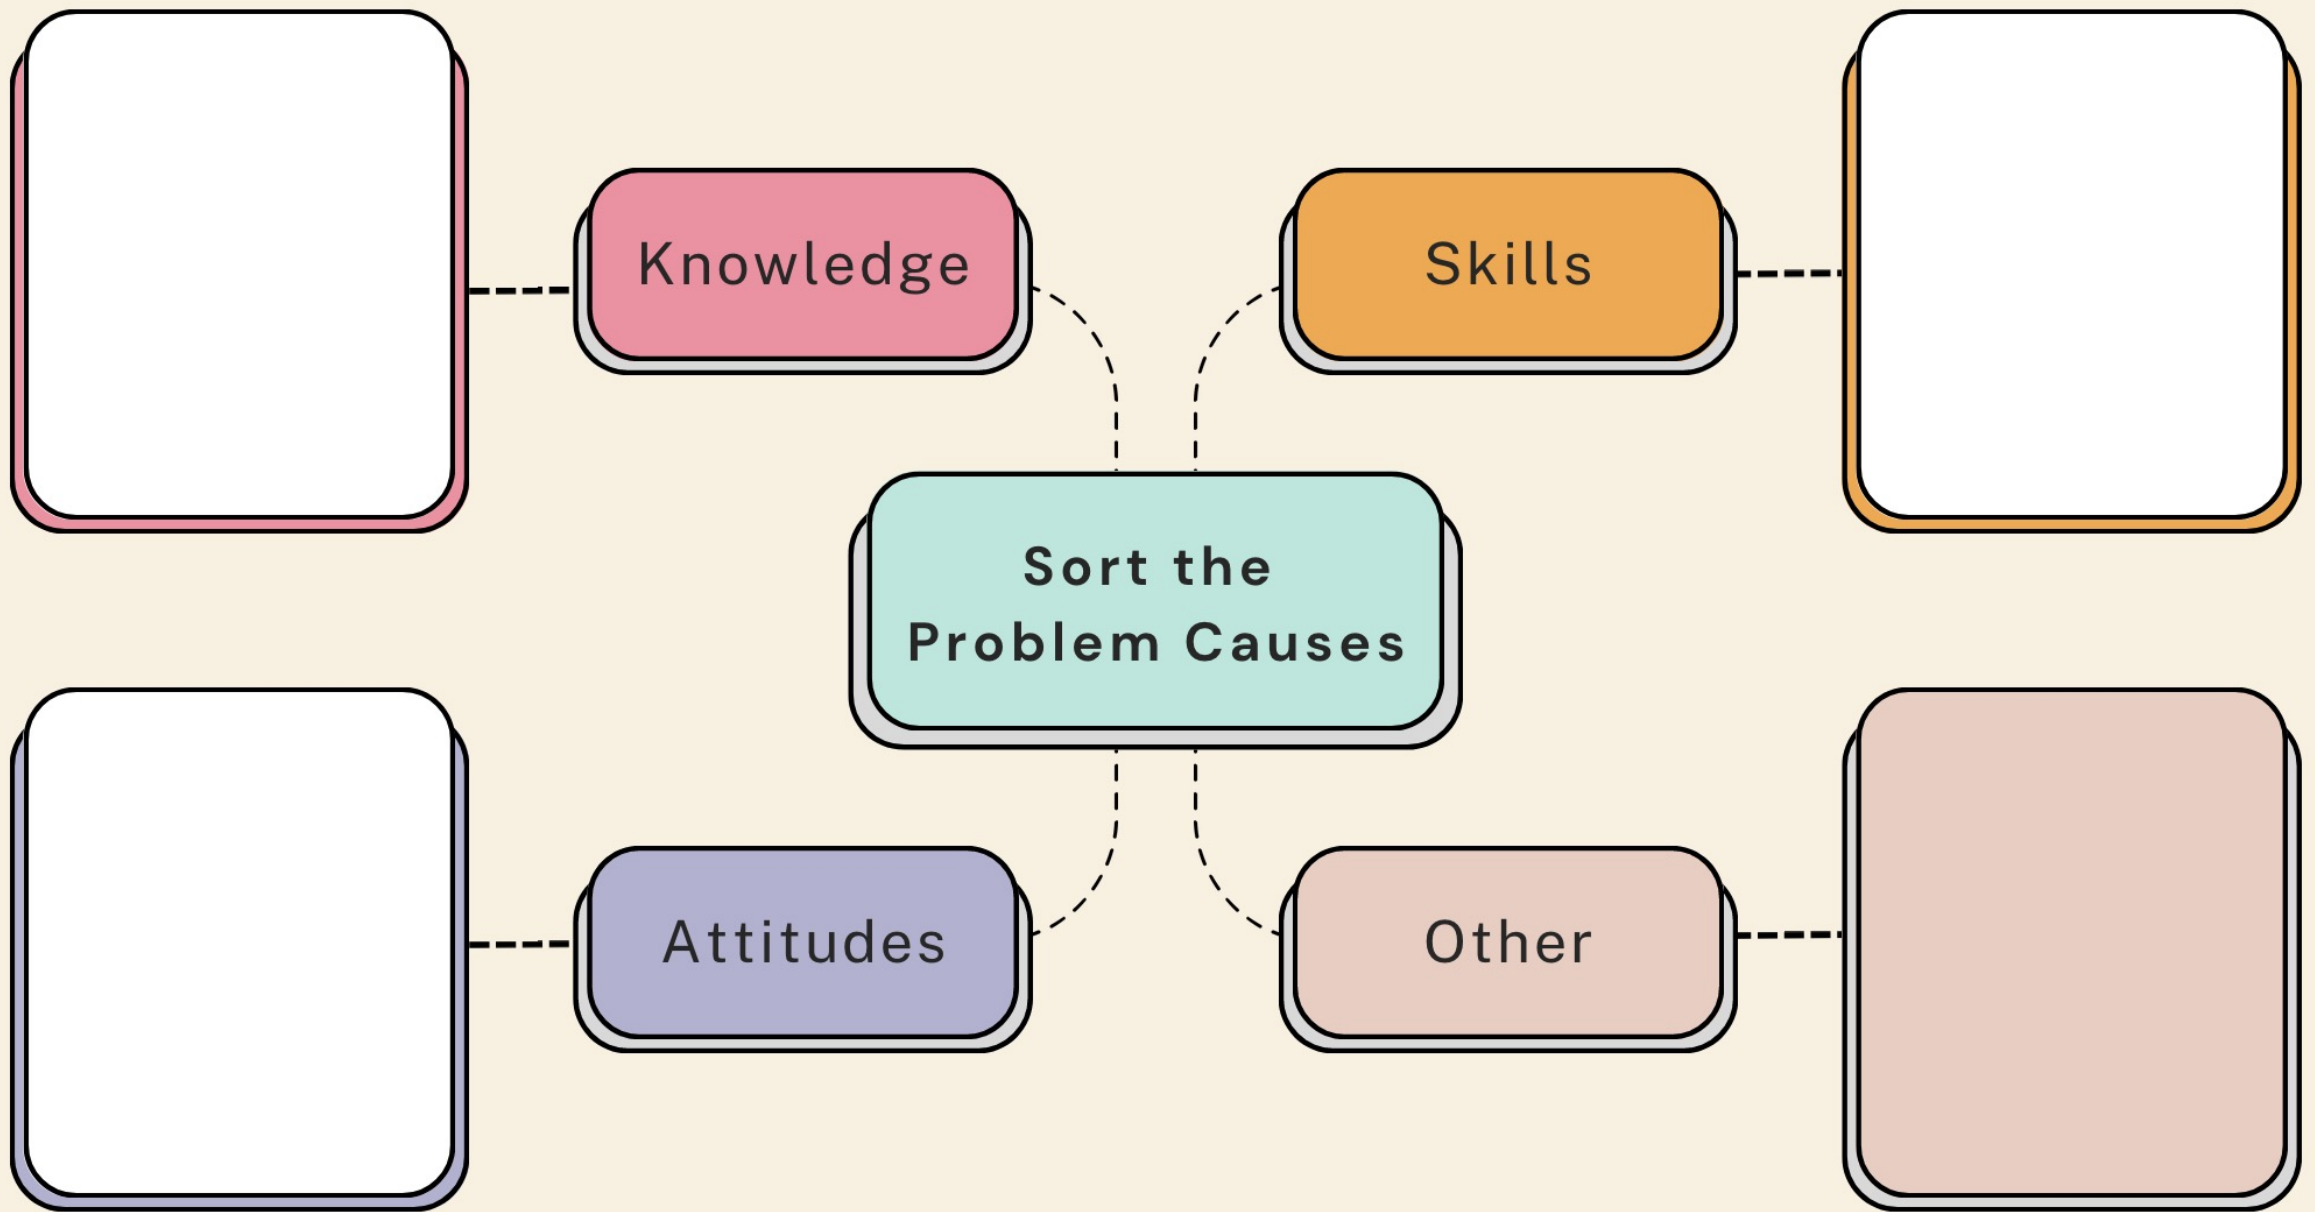 Knowledge
Skills
Sort the
Problem Causes
Attitudes
Other